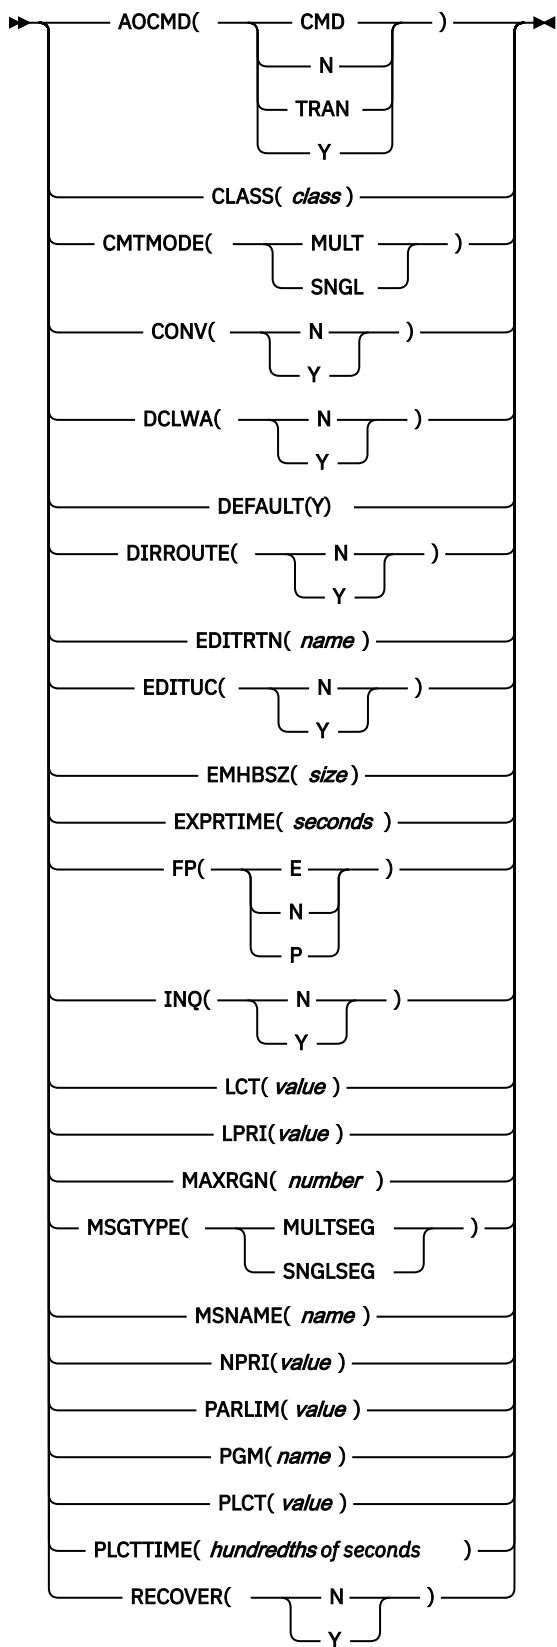 AOCMD( CMD )
N
TRAN
Y
CLASS( class )
CMTMODE( MULT )
SNGL
CONV( N )
Y
DCLWA( N )
Y
DEFAULT(Y)
DIRROUTE( N )
Y
EDITRTN( name )
EDITUC( N )
Y
EMHBSZ( size )
EXPRTIME( seconds )
FP( E )
N
P
INQ( N )
Y
LCT( value )
LPRI( value )
MAXRGN( number )
MSGTYPE( MULTSEG )
SNGLSEG
MSNAME( name )
NPRI( value )
PARLIM( value )
PGM( name )
PLCT( value )
PLCTTIME( hundredths of seconds )
RECOVER( N )
Y